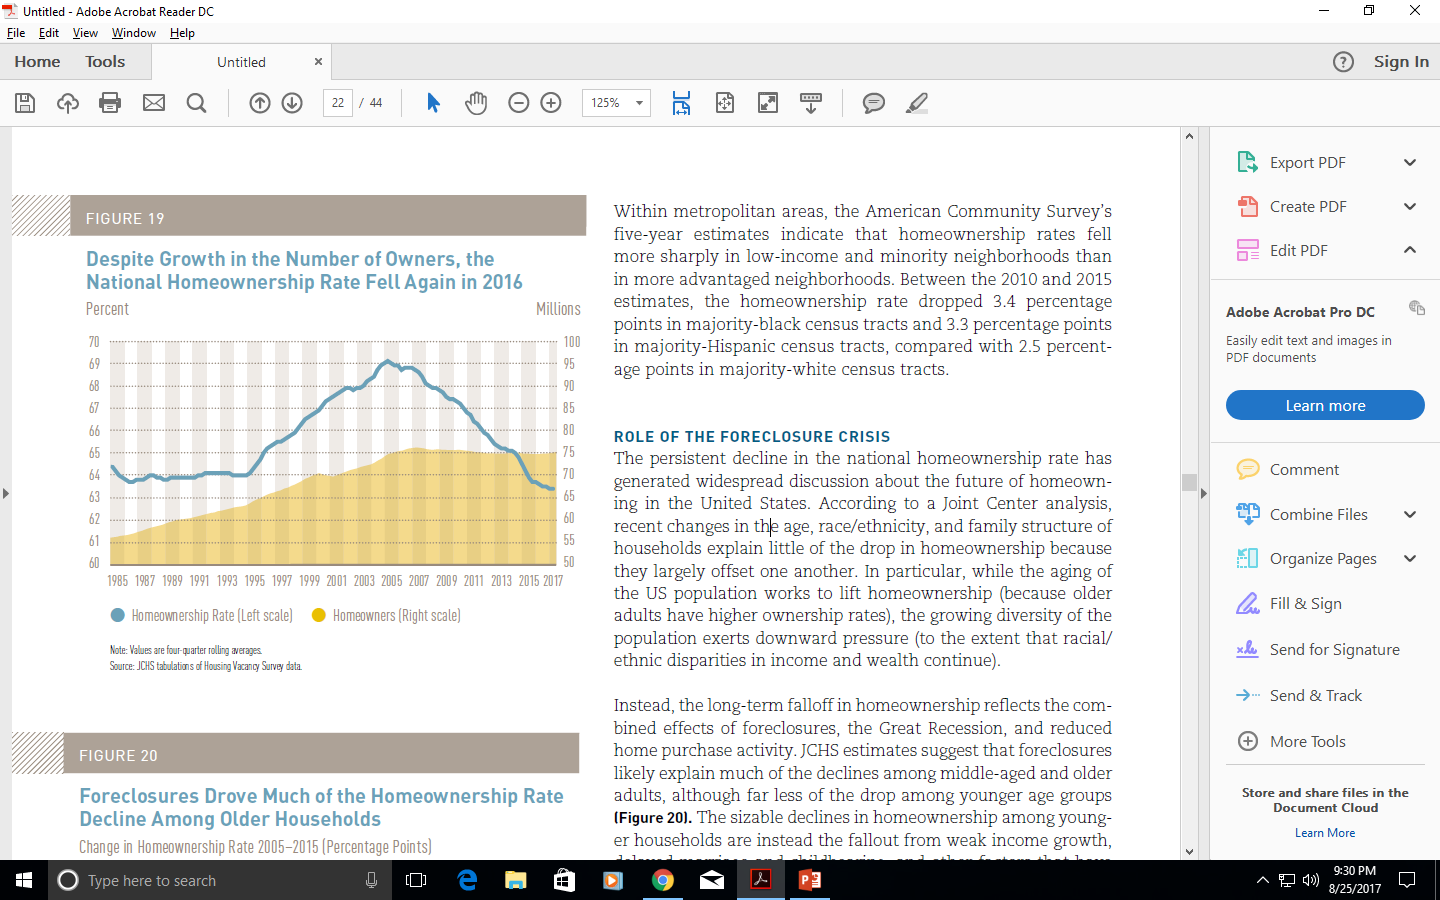 Untitled - Adobe Acrobat Reader DC
File Edit View Window Help
Home Tools Untitled × ? Sign In
22 / 44 125%
FIGURE 19
Despite Growth in the Number of Owners, the
National Homeownership Rate Fell Again in 2016
Percent Millions
70 100
69 95
68 90
67 85
66 80
65 75
64 70
63 65
62 60
61 55
60 50
1985 1987 1989 1991 1993 1995 1997 1999 2001 2003 2005 2007 2009 2011 2013 2015 2017
Homeownership Rate (Left scale) Homeowners (Right scale)
Note: Values are four-quarter rolling averages.
Source: JCHS tabulations of Housing Vacancy Survey data.
FIGURE 20
Foreclosures Drove Much of the Homeownership Rate
Decline Among Older Households
Change in Homeownership Rate 2005–2015 (Percentage Points)
Within metropolitan areas, the American Community Survey's
five-year estimates indicate that homeownership rates fell
more sharply in low-income and minority neighborhoods than
in more advantaged neighborhoods. Between the 2010 and 2015
estimates, the homeownership rate dropped 3.4 percentage
points in majority-black census tracts and 3.3 percentage points
in majority-Hispanic census tracts, compared with 2.5 percent-
age points in majority-white census tracts.
ROLE OF THE FORECLOSURE CRISIS
The persistent decline in the national homeownership rate has
generated widespread discussion about the future of homeown-
ing in the United States. According to a Joint Center analysis,
recent changes in the age, race/ethnicity, and family structure of
households explain little of the drop in homeownership because
they largely offset one another. In particular, while the aging of
the US population works to lift homeownership (because older
adults have higher ownership rates), the growing diversity of the
population exerts downward pressure (to the extent that racial/
ethnic disparities in income and wealth continue).
Instead, the long-term falloff in homeownership reflects the com-
bined effects of foreclosures, the Great Recession, and reduced
home purchase activity. JCHS estimates suggest that foreclosures
likely explain much of the declines among middle-aged and older
adults, although far less of the drop among younger age groups
(Figure 20). The sizable declines in homeownership among young-
er households are instead the fallout from weak income growth,
delayed marriage and childbearing, and other factors that have
Export PDF
Create PDF
Edit PDF
Adobe Acrobat Pro DC
Easily edit text and images in
PDF documents
Learn more
Comment
Combine Files
Organize Pages
Fill & Sign
Send for Signature
Send & Track
More Tools
Store and share files in the
Document Cloud
Learn More
Type here to search
9:30 PM
8/25/2017